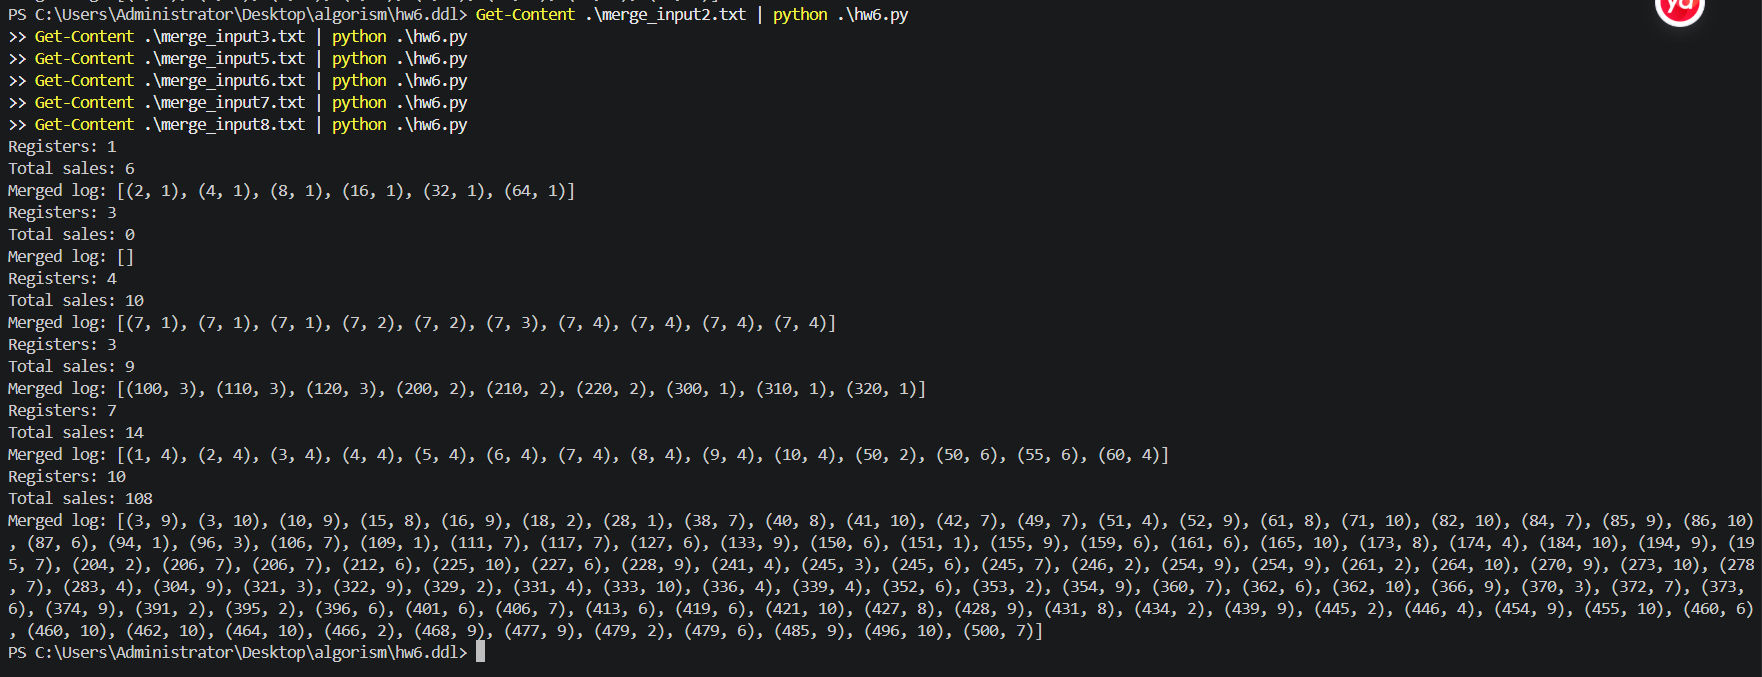 PS C:\Users\Administrator\Desktop\algorism\hw6.ddl> Get-Content .\merge_input2.txt | python .\hw6.py
>> Get-Content .\merge_input3.txt | python .\hw6.py
>> Get-Content .\merge_input5.txt | python .\hw6.py
>> Get-Content .\merge_input6.txt | python .\hw6.py
>> Get-Content .\merge_input7.txt | python .\hw6.py
>> Get-Content .\merge_input8.txt | python .\hw6.py
Registers: 1
Total sales: 6
Merged log: [(2, 1), (4, 1), (8, 1), (16, 1), (32, 1), (64, 1)]
Registers: 3
Total sales: 0
Merged log: []
Registers: 4
Total sales: 10
Merged log: [(7, 1), (7, 1), (7, 1), (7, 2), (7, 2), (7, 3), (7, 4), (7, 4), (7, 4), (7, 4)]
Registers: 3
Total sales: 9
Merged log: [(100, 3), (110, 3), (120, 3), (200, 2), (210, 2), (220, 2), (300, 1), (310, 1), (320, 1)]
Registers: 7
Total sales: 14
Merged log: [(1, 4), (2, 4), (3, 4), (4, 4), (5, 4), (6, 4), (7, 4), (8, 4), (9, 4), (10, 4), (50, 2), (50, 6), (55, 6), (60, 4)]
Registers: 10
Total sales: 108
Merged log: [(3, 9), (3, 10), (10, 9), (15, 8), (16, 9), (18, 2), (28, 1), (38, 7), (40, 8), (41, 10), (42, 7), (49, 7), (51, 4), (52, 9), (61, 8), (71, 10), (82, 10), (84, 7), (85, 9), (86, 10)
, (87, 6), (94, 1), (96, 3), (106, 7), (109, 1), (111, 7), (117, 7), (127, 6), (133, 9), (150, 6), (151, 1), (155, 9), (159, 6), (161, 6), (165, 10), (173, 8), (174, 4), (184, 10), (194, 9), (19
5, 7), (204, 2), (206, 7), (206, 7), (212, 6), (225, 10), (227, 6), (228, 9), (241, 4), (245, 3), (245, 6), (245, 7), (246, 2), (254, 9), (254, 9), (261, 2), (264, 10), (270, 9), (273, 10), (278
, 7), (283, 4), (304, 9), (321, 3), (322, 9), (329, 2), (331, 4), (333, 10), (336, 4), (339, 4), (352, 6), (353, 2), (354, 9), (360, 7), (362, 6), (362, 10), (366, 9), (370, 3), (372, 7), (373,
6), (374, 9), (391, 2), (395, 2), (396, 6), (401, 6), (406, 7), (413, 6), (419, 6), (421, 10), (427, 8), (428, 9), (431, 8), (434, 2), (439, 9), (445, 2), (446, 4), (454, 9), (455, 10), (460, 6)
, (460, 10), (462, 10), (464, 10), (466, 2), (468, 9), (477, 9), (479, 2), (479, 6), (485, 9), (496, 10), (500, 7)]
PS C:\Users\Administrator\Desktop\algorism\hw6.ddl>